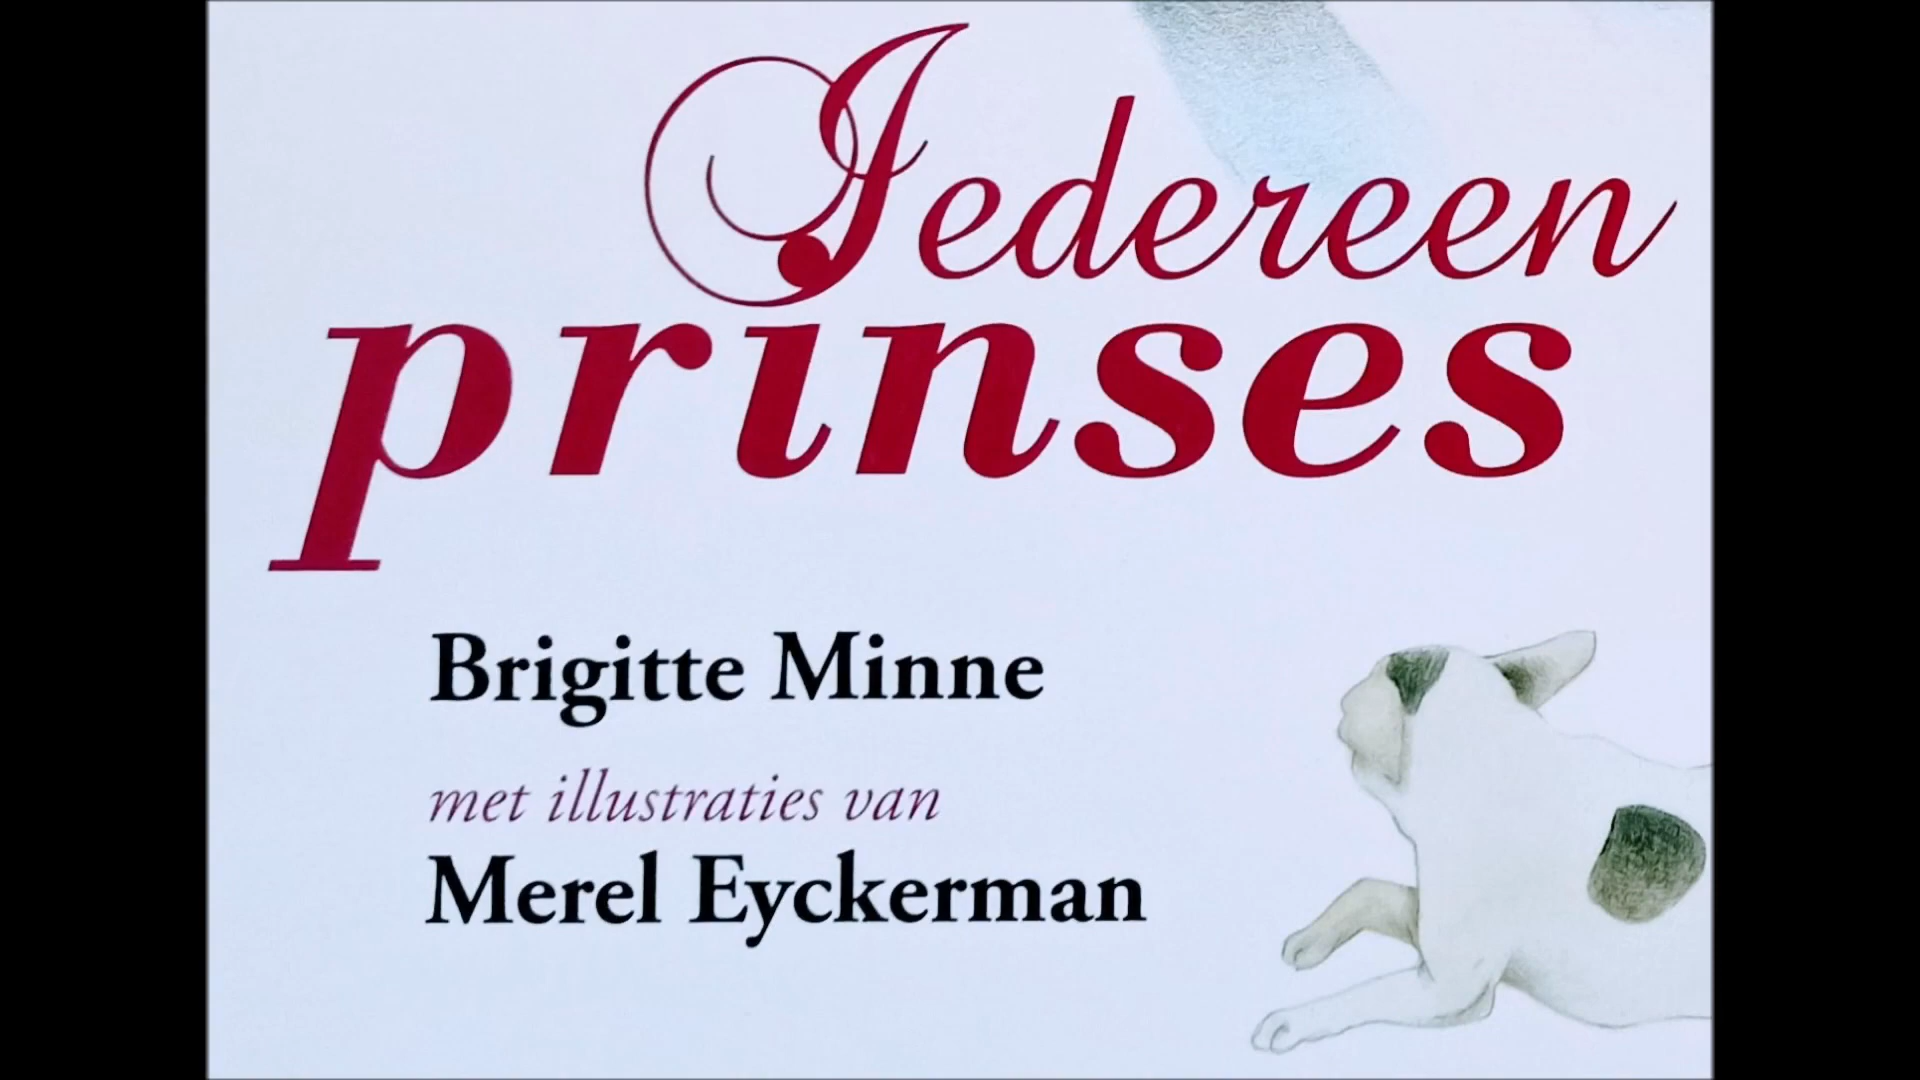 Iedereen
prinses
Brigitte Minne
met illustraties van
Merel Eyckerman